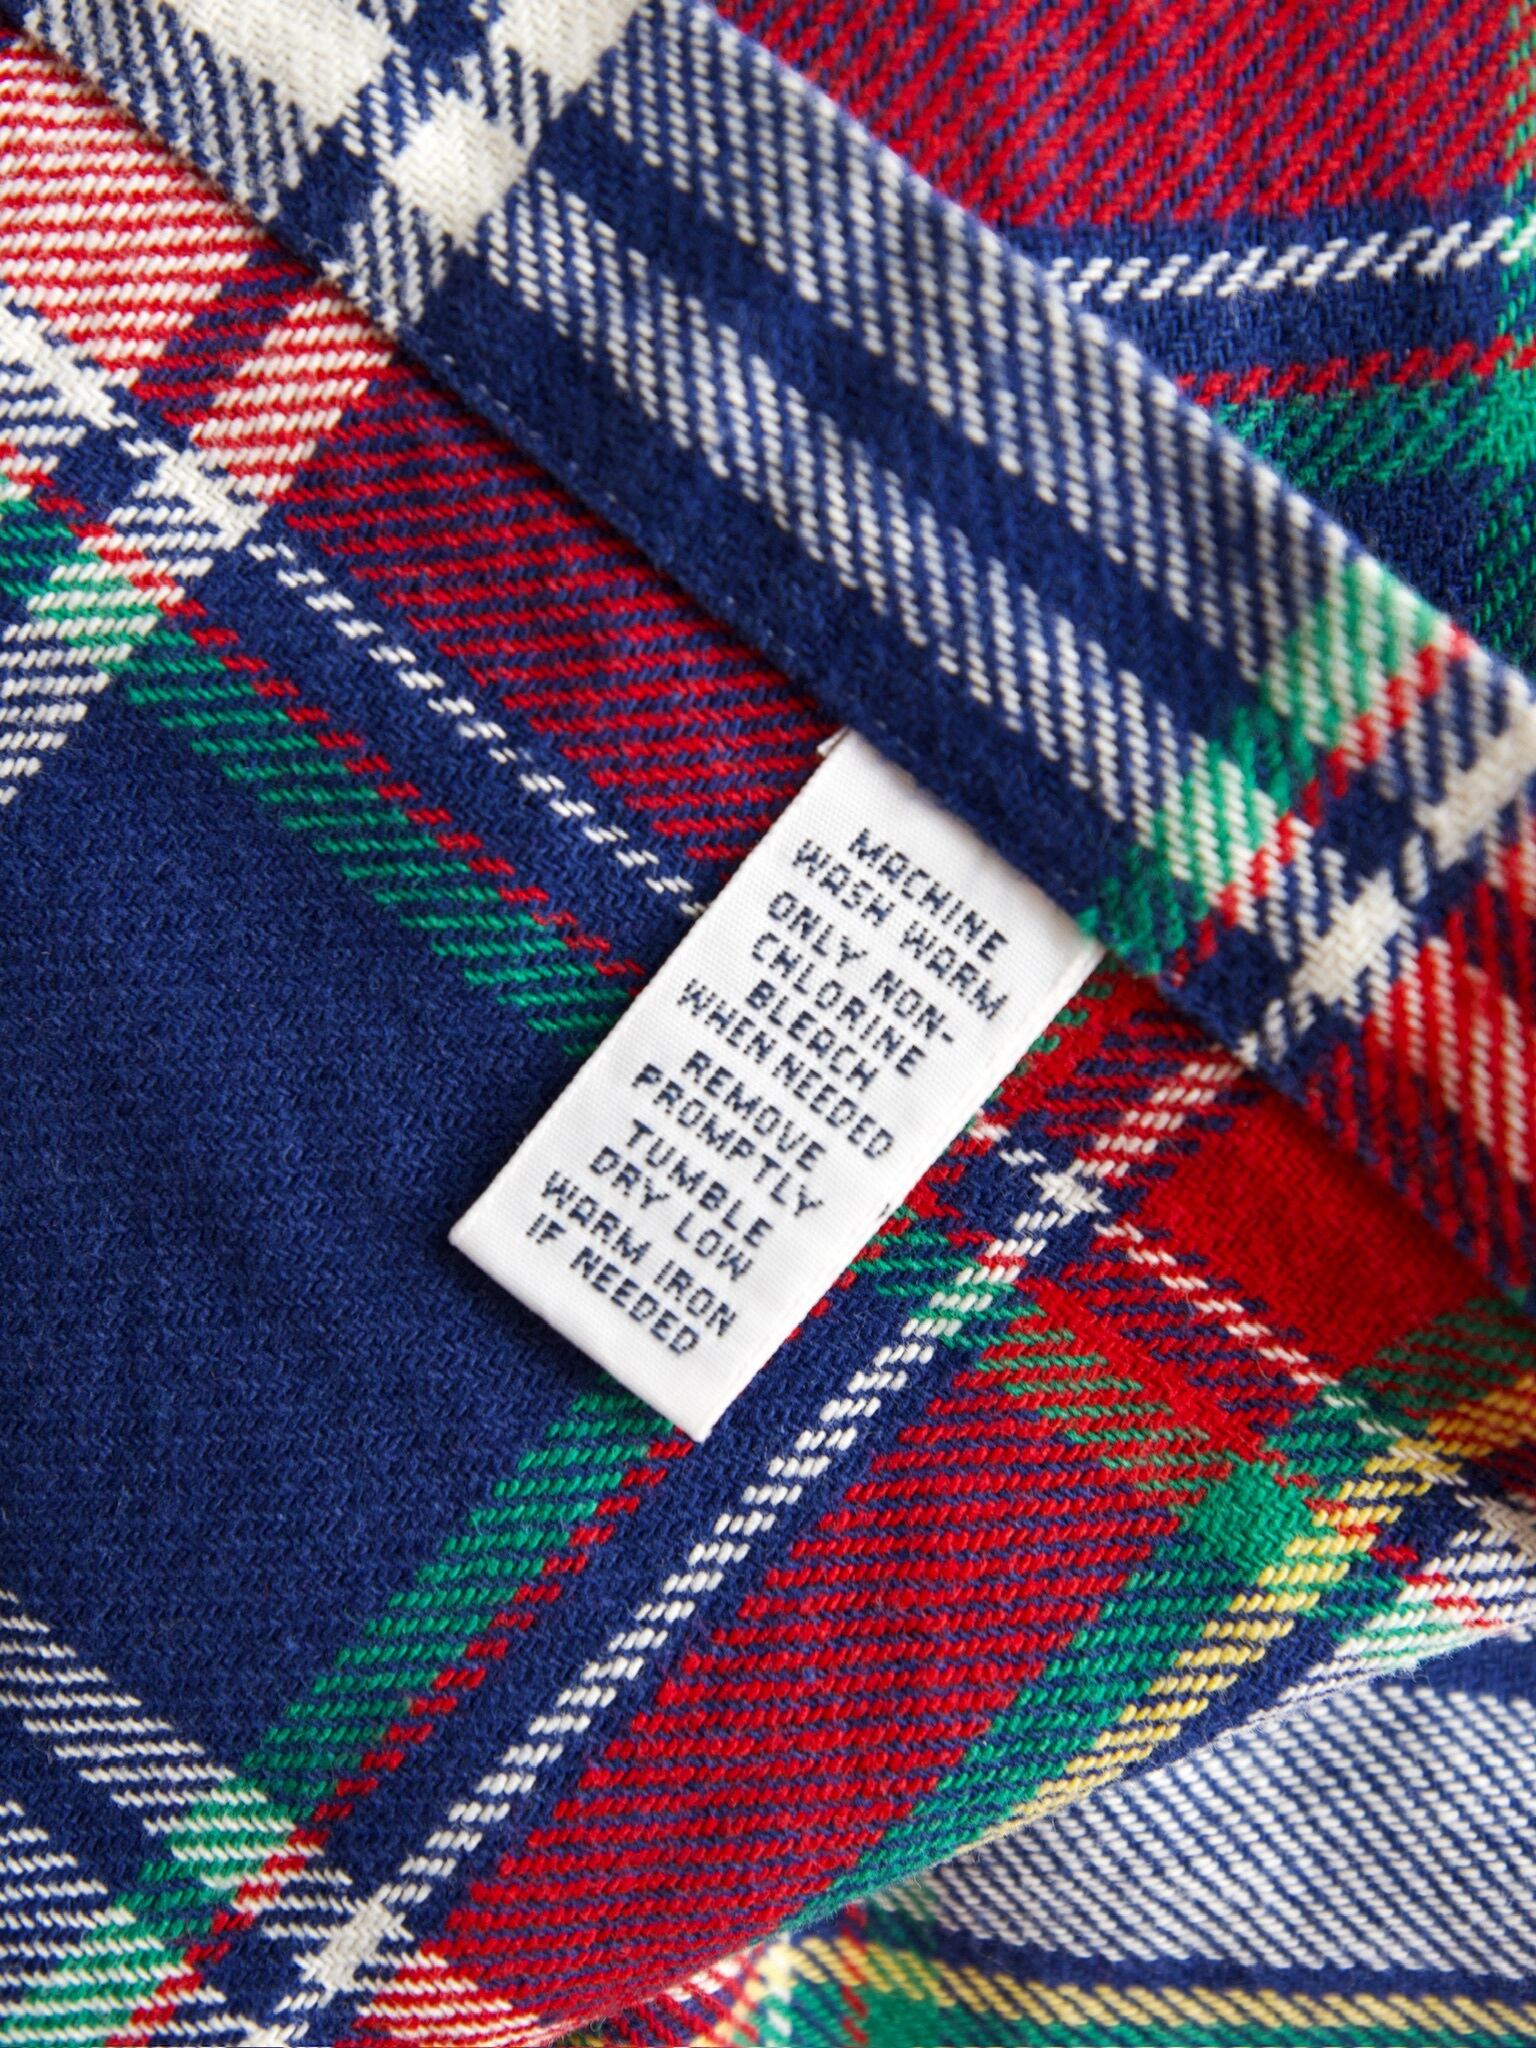 MACHINE
WASH WARM
ONLY NON-
CHLORINE
BLEACH
WHEN NEEDED
REMOVE
PROMPTLY
TUMBLE
DRY LOW
WARM IRON
IF NEEDED